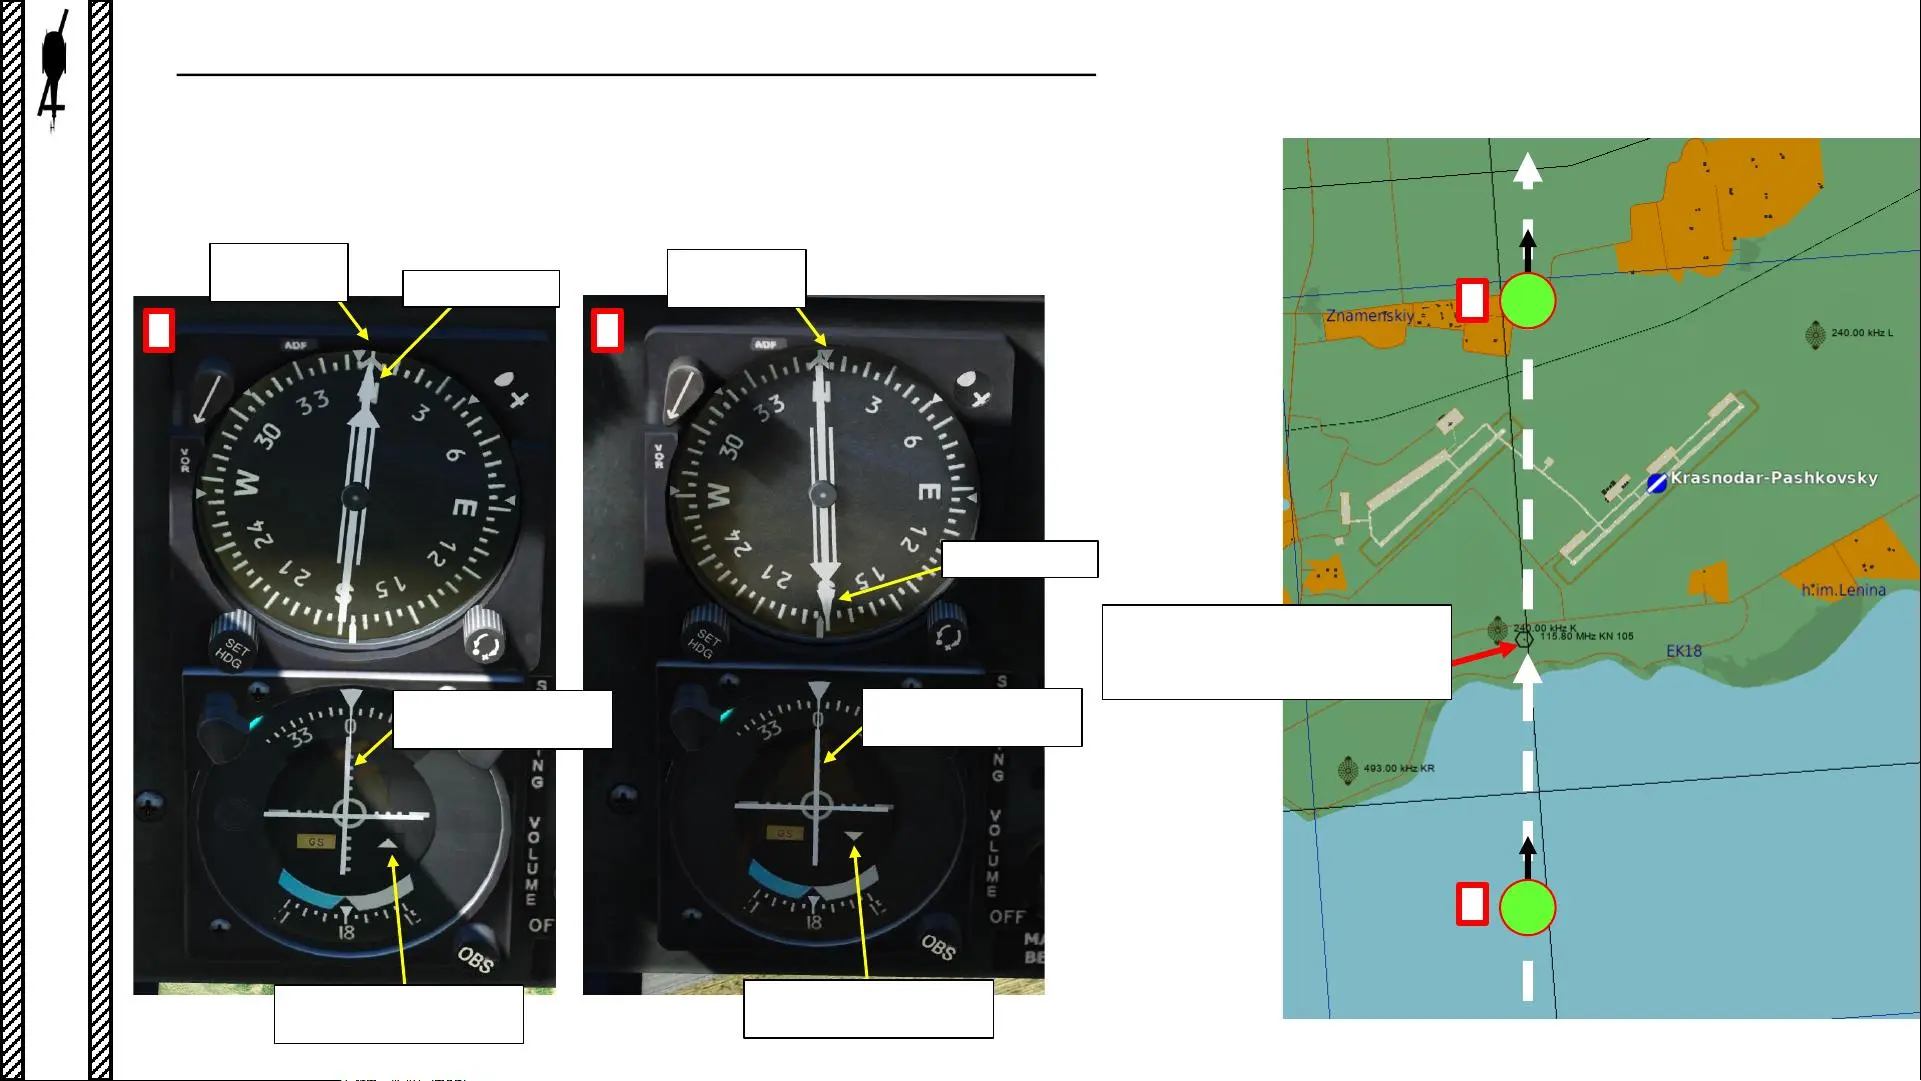 ADF
33
3
30
6
W
E
24
12
21
15
S
VOR
SET
HDG
33
0
GS
18
OBS
S
NG
VOLUME
OF
ADF
33
3
30
6
W
E
24
12
21
15
S
VOR
SET
HDG
33
0
GS
18
15
OBS
S
NG
VOLUME
OFF
MA
BE
Znamenskiy
240.00 kHz L
Krasnodar-Pashkovsky
h.im.Lenina
240.00 kHz K
115.80 MHz KN 105
EK18
493.00 kHz KR